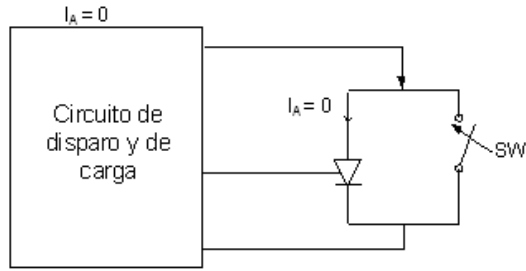 I_A = 0
Circuito de
disparo y de
carga
I_A = 0
SW